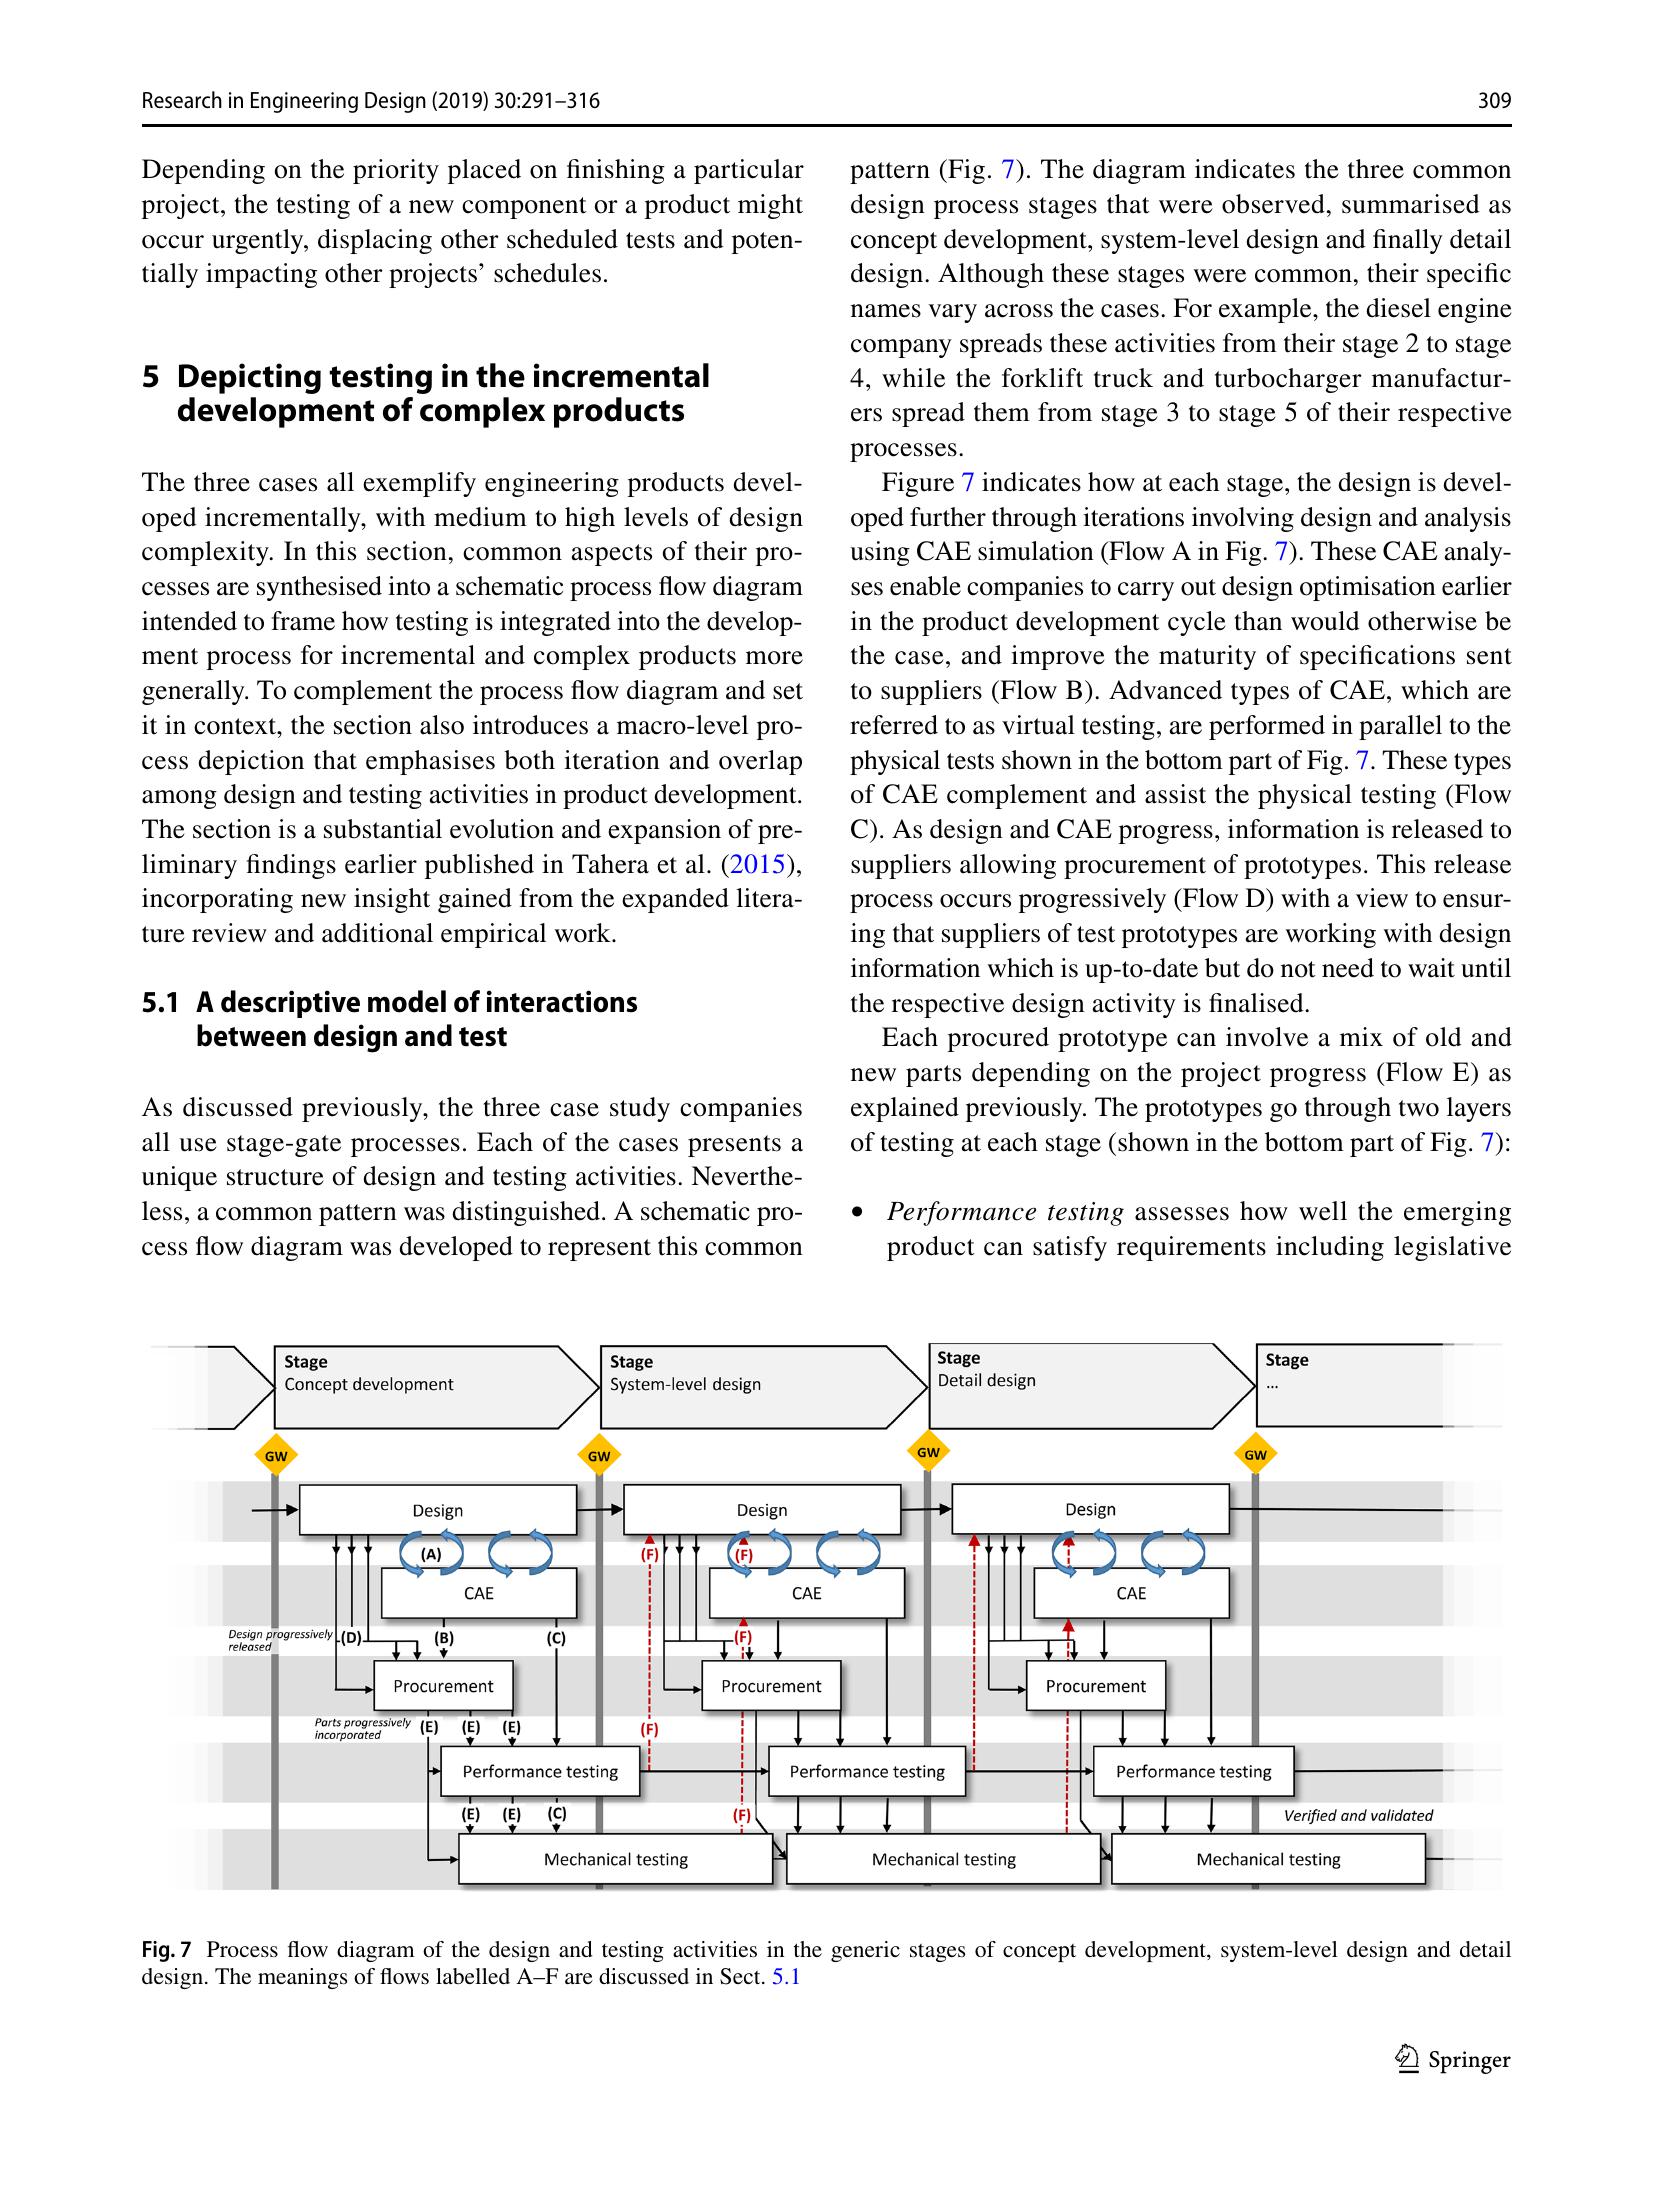 Research in Engineering Design (2019) 30:291–316
309
Depending on the priority placed on finishing a particular
project, the testing of a new component or a product might
occur urgently, displacing other scheduled tests and poten-
tially impacting other projects’ schedules.
5 Depicting testing in the incremental
development of complex products
The three cases all exemplify engineering products devel-
oped incrementally, with medium to high levels of design
complexity. In this section, common aspects of their pro-
cesses are synthesised into a schematic process flow diagram
intended to frame how testing is integrated into the develop-
ment process for incremental and complex products more
generally. To complement the process flow diagram and set
it in context, the section also introduces a macro-level pro-
cess depiction that emphasises both iteration and overlap
among design and testing activities in product development.
The section is a substantial evolution and expansion of pre-
liminary findings earlier published in Tahera et al. (2015),
incorporating new insight gained from the expanded litera-
ture review and additional empirical work.
5.1 A descriptive model of interactions
between design and test
As discussed previously, the three case study companies
all use stage-gate processes. Each of the cases presents a
unique structure of design and testing activities. Neverthe-
less, a common pattern was distinguished. A schematic pro-
cess flow diagram was developed to represent this common
pattern (Fig. 7). The diagram indicates the three common
design process stages that were observed, summarised as
concept development, system-level design and finally detail
design. Although these stages were common, their specific
names vary across the cases. For example, the diesel engine
company spreads these activities from their stage 2 to stage
4, while the forklift truck and turbocharger manufactur-
ers spread them from stage 3 to stage 5 of their respective
processes.
Figure 7 indicates how at each stage, the design is devel-
oped further through iterations involving design and analysis
using CAE simulation (Flow A in Fig. 7). These CAE analy-
ses enable companies to carry out design optimisation earlier
in the product development cycle than would otherwise be
the case, and improve the maturity of specifications sent
to suppliers (Flow B). Advanced types of CAE, which are
referred to as virtual testing, are performed in parallel to the
physical tests shown in the bottom part of Fig. 7. These types
of CAE complement and assist the physical testing (Flow
C). As design and CAE progress, information is released to
suppliers allowing procurement of prototypes. This release
process occurs progressively (Flow D) with a view to ensur-
ing that suppliers of test prototypes are working with design
information which is up-to-date but do not need to wait until
the respective design activity is finalised.
Each procured prototype can involve a mix of old and
new parts depending on the project progress (Flow E) as
explained previously. The prototypes go through two layers
of testing at each stage (shown in the bottom part of Fig. 7):
• Performance testing assesses how well the emerging
product can satisfy requirements including legislative
Stage
Concept development
Stage
System-level design
Stage
Detail design
Stage
...
GW
GW
GW
GW
Design
Design
Design
(A)
(F)
(F)
CAE
CAE
CAE
Design progressively
released
(D)
(B)
(C)
(F)
Procurement
Procurement
Procurement
Parts progressively
incorporated
(E)
(E)
(E)
(F)
Performance testing
Performance testing
Performance testing
(E)
(E)
(C)
(F)
Verified and validated
Mechanical testing
Mechanical testing
Mechanical testing
Fig. 7 Process flow diagram of the design and testing activities in the generic stages of concept development, system-level design and detail
design. The meanings of flows labelled A–F are discussed in Sect. 5.1
Springer